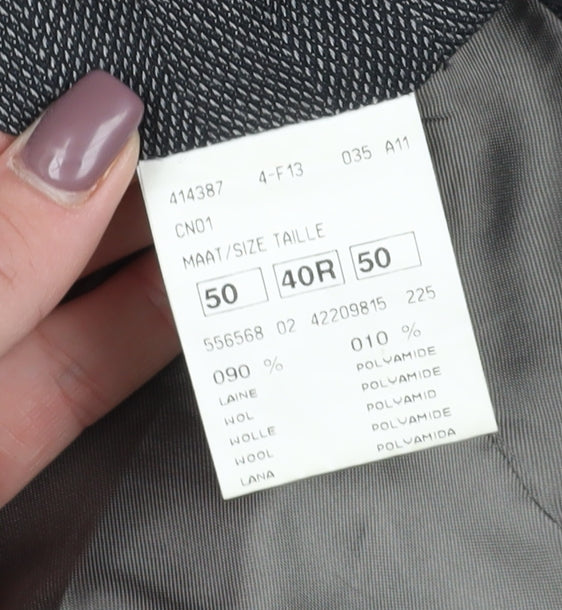 414387 4-F13 035 A11
CN01
MAAT/SIZE TAILLE
50 40R 50
556568 02 42209815 225
090 % 010 %
LAINE POLYAMIDE
WOL POLYAMIDE
WOLLE POLYAMID
WOOL POLYAMIDE
LANA POLYAMIDA